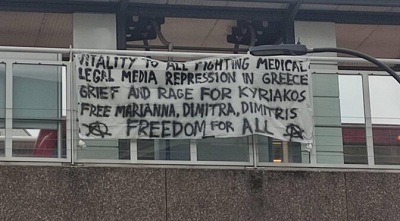 VITALITY TO ALL FIGHTING MEDICAL
LEGAL MEDIA REPRESSION IN GREECE
GRIEF AND RAGE FOR KYRIAKOS
FREE MARIANNA, DIMITRA, DIMITRIS
FREEDOM FOR ALL